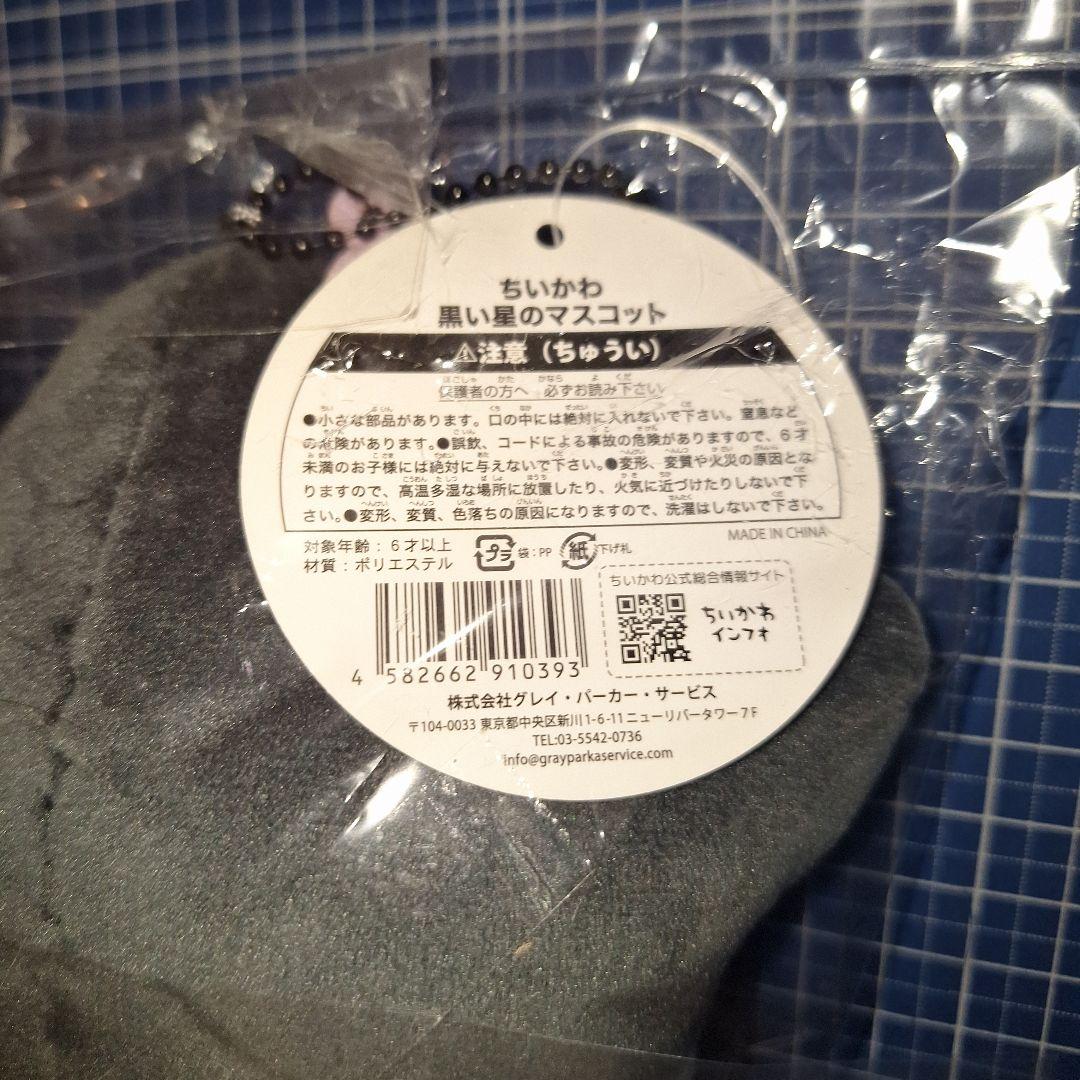 ちいかわ
黒い星のマスコット
⚠注意（ちゅうい）
保護者の方へ 必ずお読み下さい
●小さな部品があります。口の中には絶対に入れないで下さい。窒息など
の危険があります。●誤飲、コードによる事故の危険がありますので、6才
未満のお子様には絶対に与えないで下さい。●変形、変質や火災の原因とな
りますので、高温多湿な場所に放置したり、火気に近づけたりしないで下
さい。●変形、変質、色落ちの原因になりますので、洗濯はしないで下さい。
MADE IN CHINA
対象年齢：6才以上
材質：ポリエステル
プラ 袋：PP 紙 下げ札
ちいかわ公式総合情報サイト
ちいかわ
インフォ
4 582662 910393
株式会社グレイ・パーカー・サービス
〒104-0033 東京都中央区新川1-6-11 ニューリバータワー7F
TEL:03-5542-0736
info@grayparkaservice.com